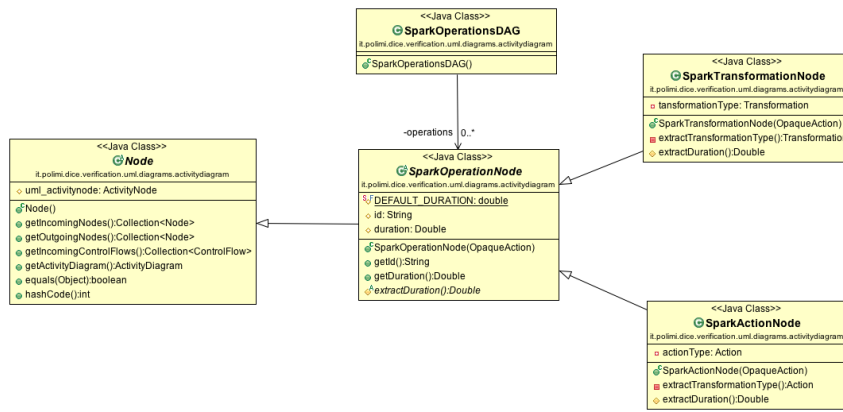 <<Java Class>>
SparkOperationsDAG
it.polimi.dice.verification.uml.diagrams.activitydiagram
SparkOperationsDAG()
-operations 0..*
<<Java Class>>
Node
it.polimi.dice.verification.uml.diagrams.activitydiagram
uml_activitynode: ActivityNode
Node()
getIncomingNodes():Collection<Node>
getOutgoingNodes():Collection<Node>
getIncomingControlFlows():Collection<ControlFlow>
getActivityDiagram():ActivityDiagram
equals(Object):boolean
hashCode():int
<<Java Class>>
SparkOperationNode
it.polimi.dice.verification.uml.diagrams.activitydiagram
DEFAULT_DURATION: double
id: String
duration: Double
SparkOperationNode(OpaqueAction)
getId():String
getDuration():Double
extractDuration():Double
<<Java Class>>
SparkTransformationNode
it.polimi.dice.verification.uml.diagrams.activitydiagram
tansformationType: Transformation
SparkTransformationNode(OpaqueAction)
extractTransformationType():Transformation
extractDuration():Double
<<Java Class>>
SparkActionNode
it.polimi.dice.verification.uml.diagrams.activitydiagram
actionType: Action
SparkActionNode(OpaqueAction)
extractTransformationType():Action
extractDuration():Double